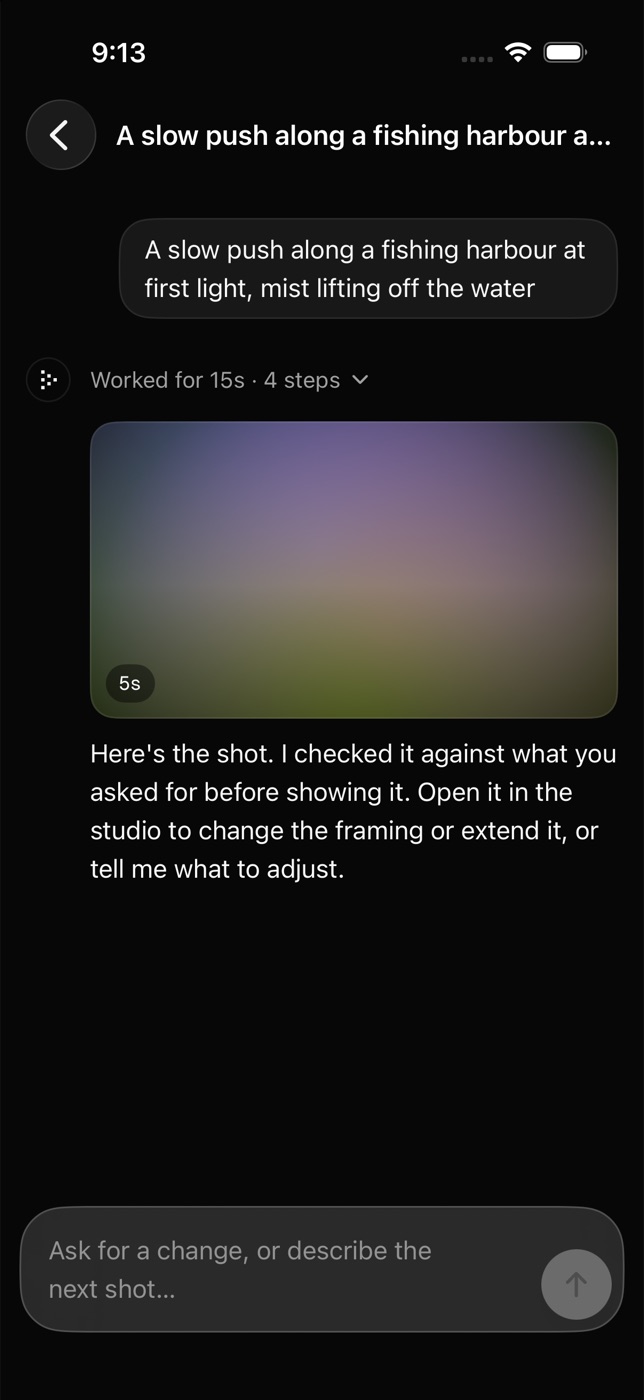 9:13
A slow push along a fishing harbour a...
A slow push along a fishing harbour at
first light, mist lifting off the water
Worked for 15s · 4 steps
5s
Here's the shot. I checked it against what you
asked for before showing it. Open it in the
studio to change the framing or extend it, or
tell me what to adjust.
Ask for a change, or describe the
next shot...